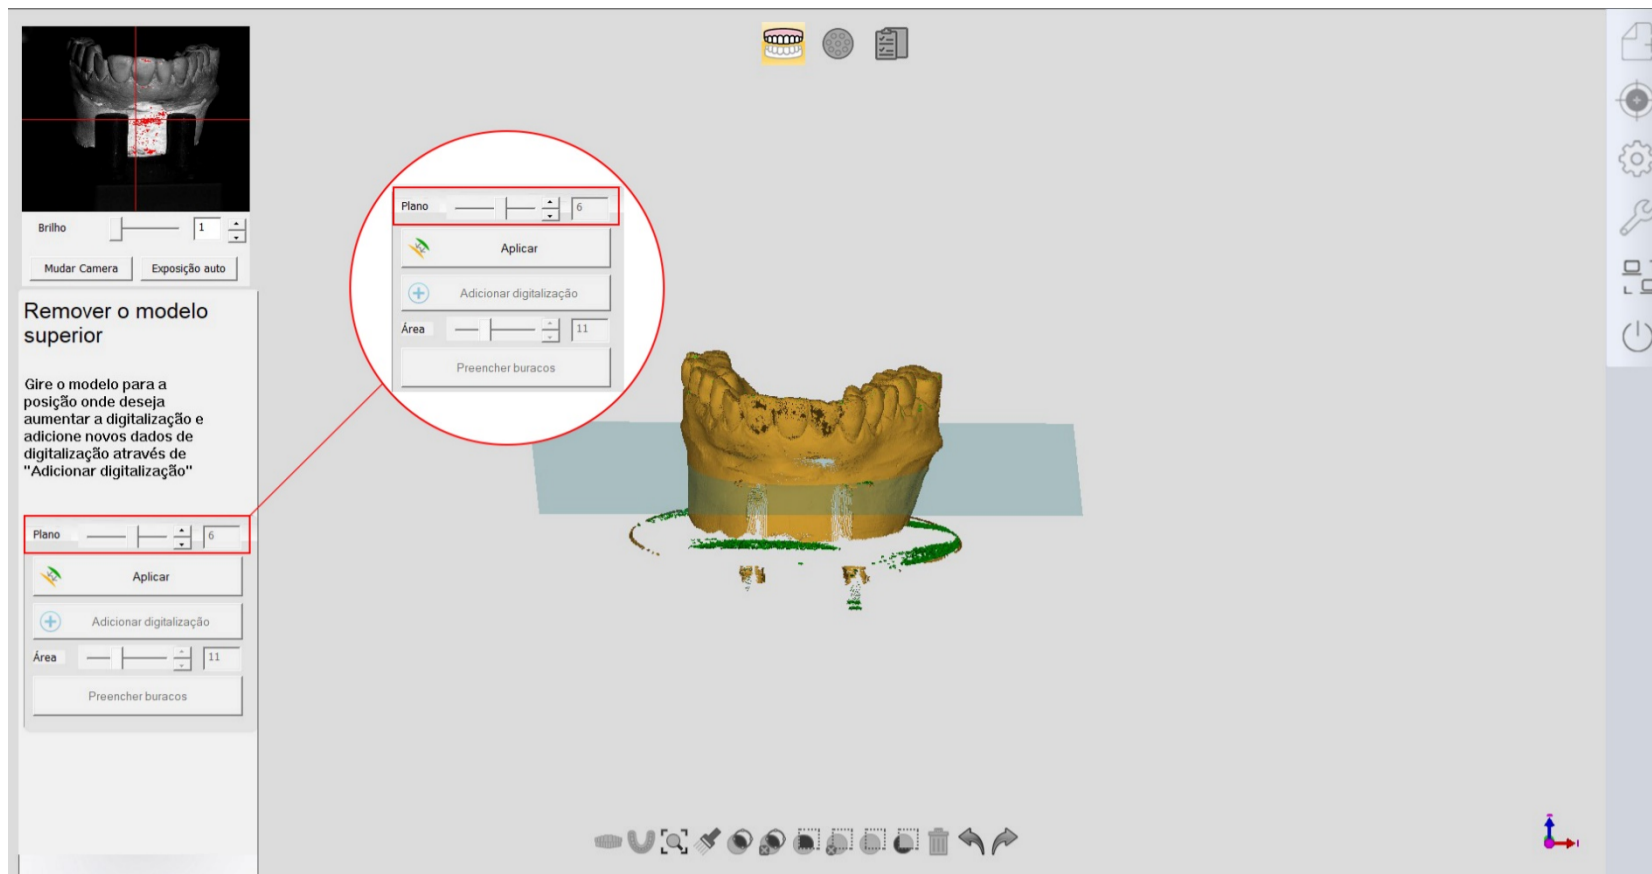 Brilho
1
Mudar Camera
Exposição auto
Remover o modelo
superior
Gire o modelo para a
posição onde deseja
aumentar a digitalização e
adicione novos dados de
digitalização através de
"Adicionar digitalização"
Plano
6
Aplicar
Adicionar digitalização
Área
11
Preencher buracos
Plano
6
Aplicar
Adicionar digitalização
Área
11
Preencher buracos